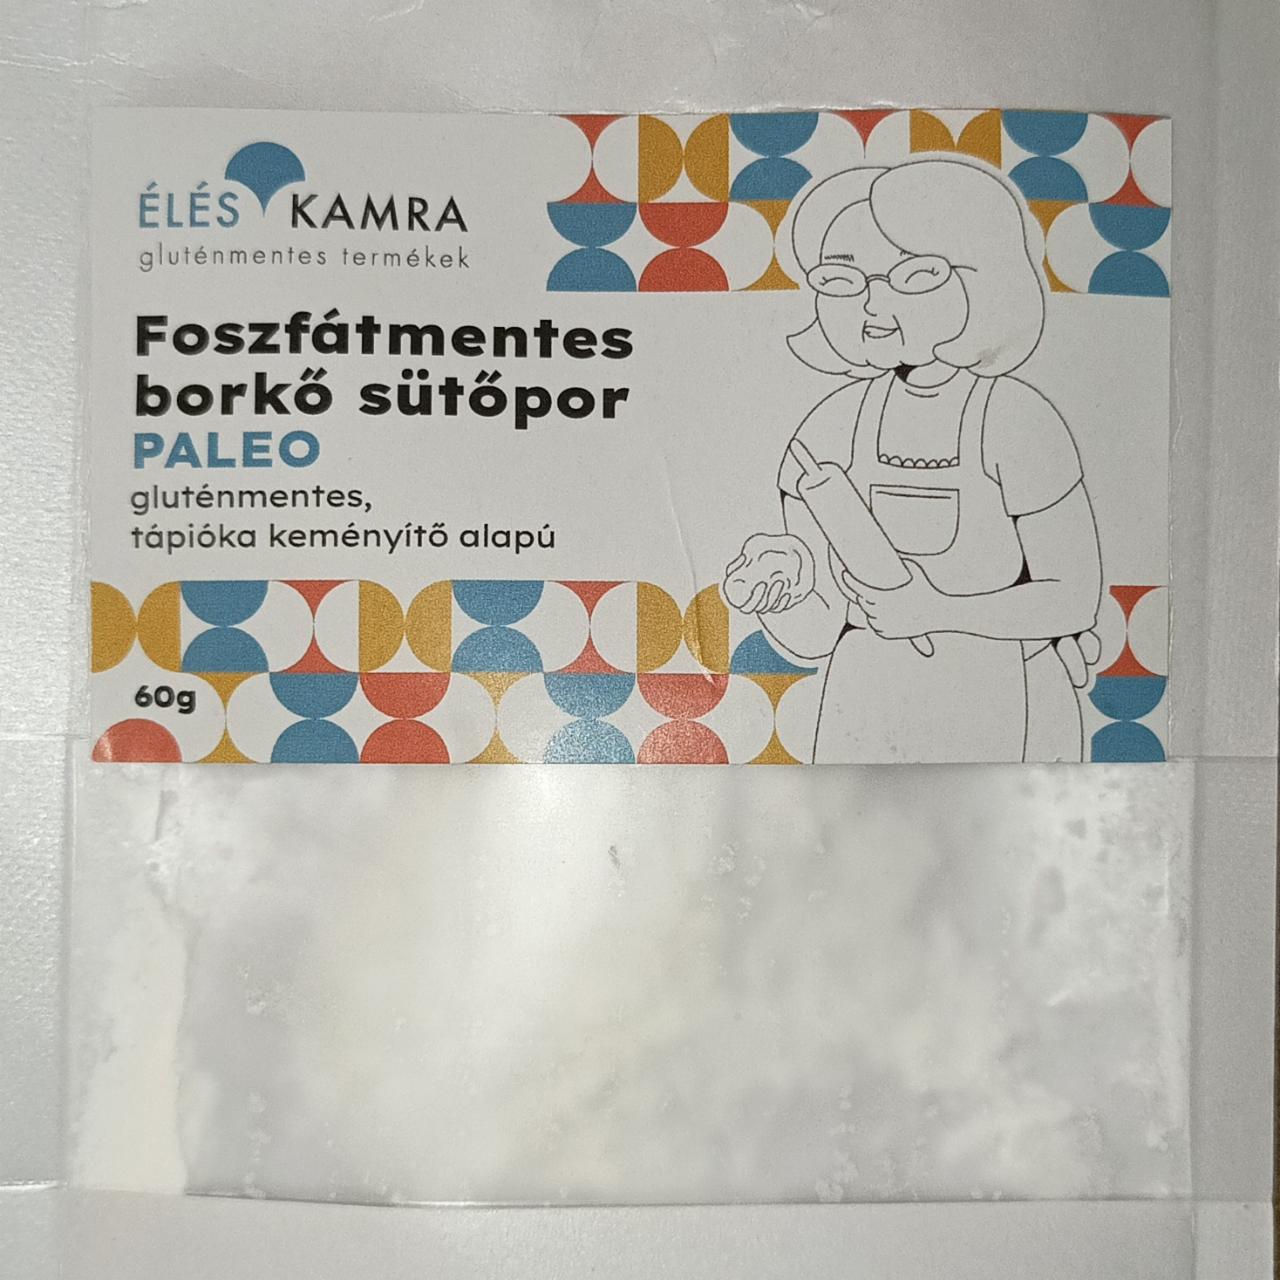 ÉLÉS KAMRA
gluténmentes termékek
Foszfátmentes
borkő sütőpor
PALEO
gluténmentes,
tápióka keményítő alapú
60g